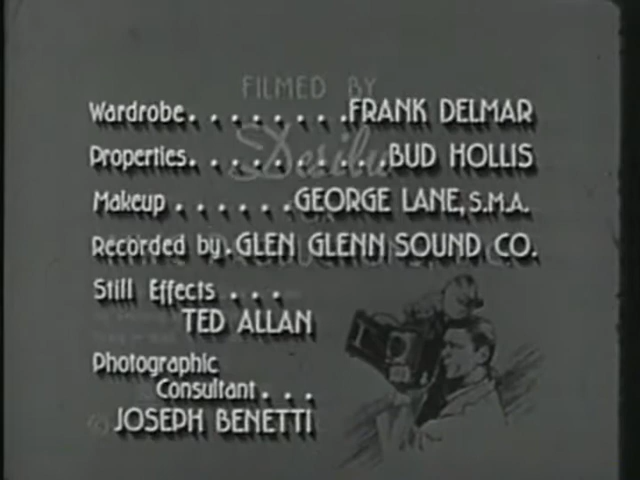 FILMED BY
Wardrobe........FRANK DELMAR
Desilu
Properties..........BUD HOLLIS
Makeup ......GEORGE LANE, S.M.A.
Recorded by.GLEN GLENN SOUND CO.
Still Effects ...
TED ALLAN
Photographic
Consultant...
JOSEPH BENETTI